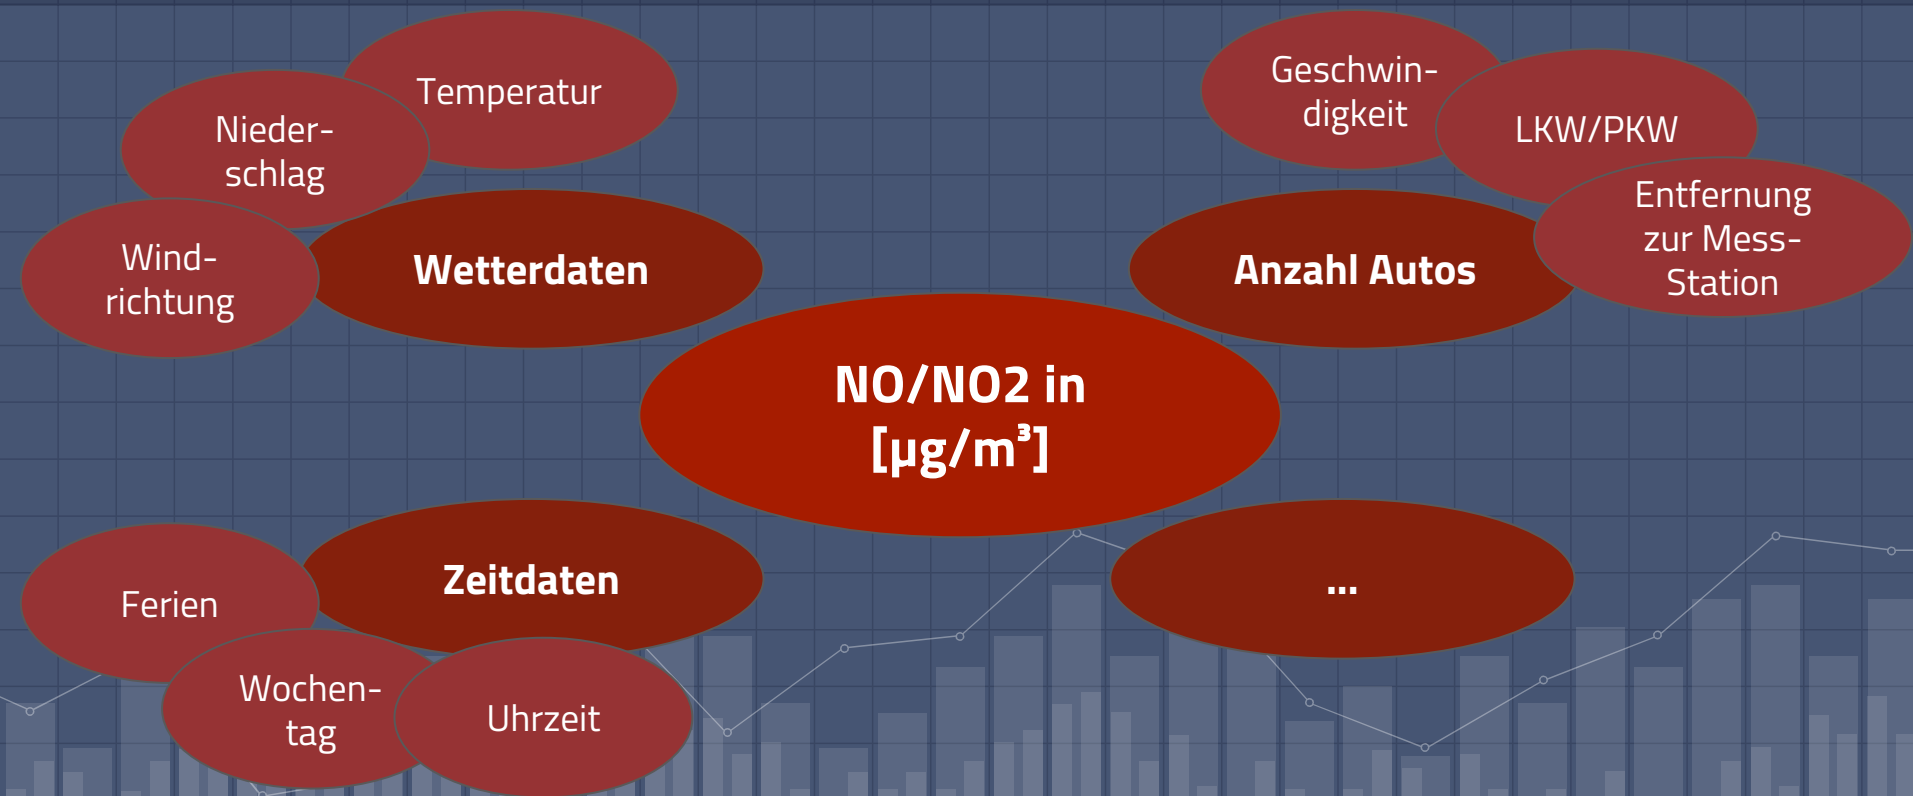 Temperatur
Nieder-
schlag
Wind-
richtung
Wetterdaten
Geschwin-
digkeit
LKW/PKW
Entfernung
zur Mess-
Station
Anzahl Autos
NO/NO2 in
[µg/m³]
Zeitdaten
Ferien
Wochen-
tag
Uhrzeit
...